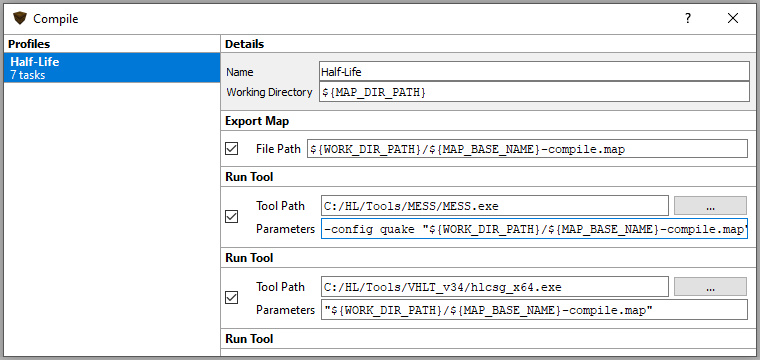 Compile
?
Profiles
Half-Life
7 tasks
Details
Name Half-Life
Working Directory ${MAP_DIR_PATH}
Export Map
File Path ${WORK_DIR_PATH}/${MAP_BASE_NAME}-compile.map
Run Tool
Tool Path C:/HL/Tools/MESS/MESS.exe ...
Parameters -config quake "${WORK_DIR_PATH}/${MAP_BASE_NAME}-compile.map"
Run Tool
Tool Path C:/HL/Tools/VHLT_v34/hlcsg_x64.exe ...
Parameters "${WORK_DIR_PATH}/${MAP_BASE_NAME}-compile.map"
Run Tool